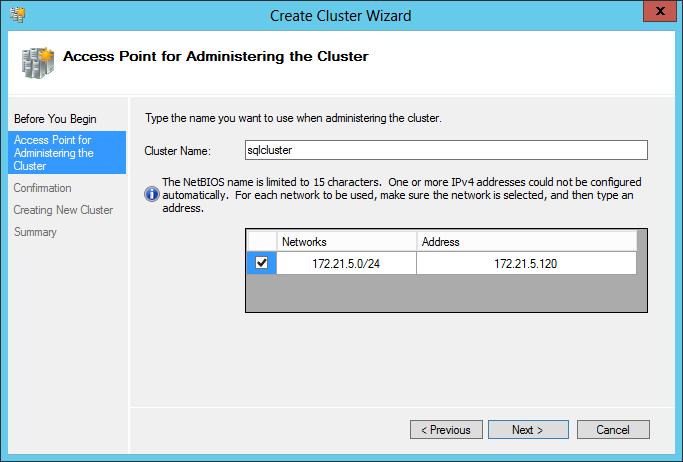 Create Cluster Wizard
x
Access Point for Administering the Cluster
Before You Begin
Access Point for
Administering the
Cluster
Confirmation
Creating New Cluster
Summary
Type the name you want to use when administering the cluster.
Cluster Name: sqlcluster
The NetBIOS name is limited to 15 characters. One or more IPv4 addresses could not be configured
automatically. For each network to be used, make sure the network is selected, and then type an
address.
Networks Address
172.21.5.0/24 172.21.5.120
< Previous Next > Cancel